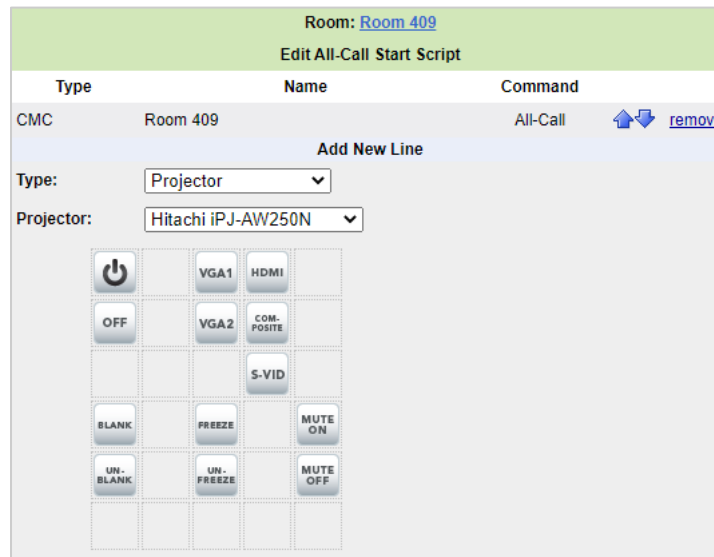 Room: Room 409
Edit All-Call Start Script
Type Name Command
CMC Room 409 All-Call remov
Add New Line
Type: Projector
Projector: Hitachi iPJ-AW250N
VGA1 HDMI
OFF VGA2 COM-
POSITE
S-VID
BLANK FREEZE MUTE
ON
UN-
BLANK UN-
FREEZE MUTE
OFF